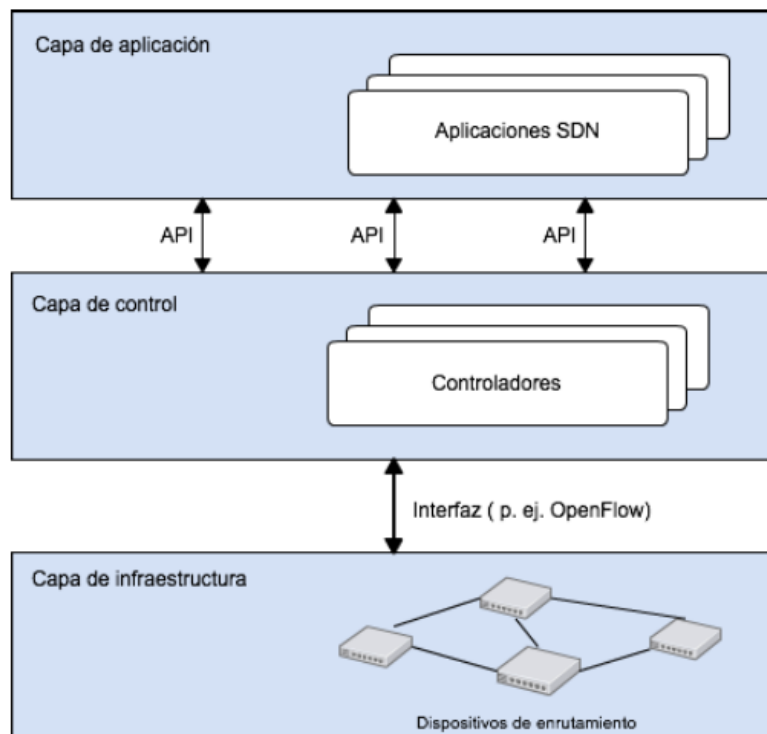 Capa de aplicación
Aplicaciones SDN
API
API
API
Capa de control
Controladores
Interfaz ( p. ej. OpenFlow)
Capa de infraestructura
Dispositivos de enrutamiento